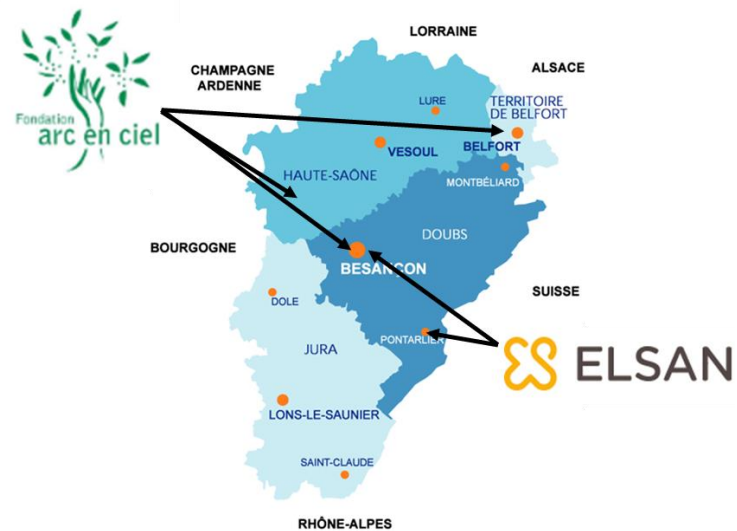 LORRAINE
CHAMPAGNE
ARDENNE
ALSACE
Fondation
arc en ciel
LURE
TERRITOIRE
DE BELFORT
VESOUL
BELFORT
HAUTE-SAÔNE
MONTBÉLIARD
DOUBS
BOURGOGNE
BESANÇON
SUISSE
DOLE
PONTARLIER
JURA
ELSAN
LONS-LE-SAUNIER
SAINT-CLAUDE
RHÔNE-ALPES